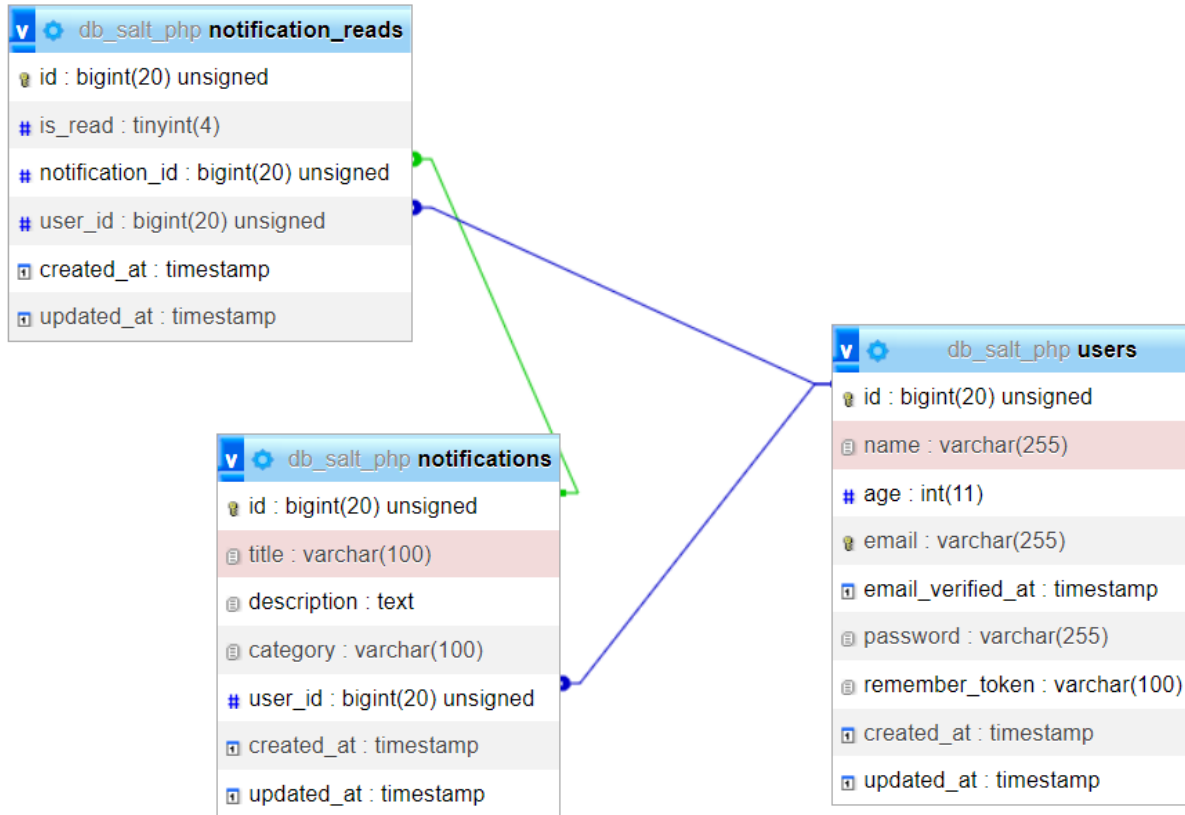 v db_salt_php notification_reads
id : bigint(20) unsigned
# is_read : tinyint(4)
# notification_id : bigint(20) unsigned
# user_id : bigint(20) unsigned
created_at : timestamp
updated_at : timestamp
v db_salt_php notifications
id : bigint(20) unsigned
title : varchar(100)
description : text
category : varchar(100)
# user_id : bigint(20) unsigned
created_at : timestamp
updated_at : timestamp
v db_salt_php users
id : bigint(20) unsigned
name : varchar(255)
# age : int(11)
email : varchar(255)
email_verified_at : timestamp
password : varchar(255)
remember_token : varchar(100)
created_at : timestamp
updated_at : timestamp